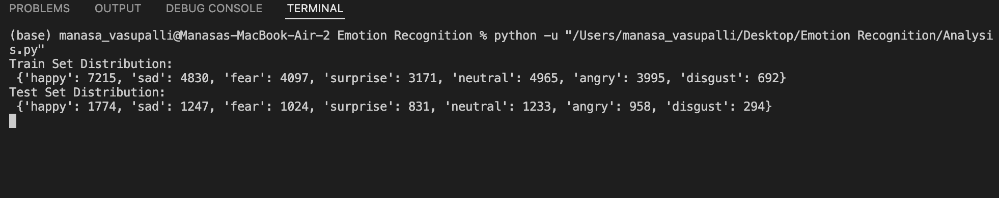 PROBLEMS OUTPUT DEBUG CONSOLE TERMINAL
(base) manasa_vasupalli@Manasas-MacBook-Air-2 Emotion Recognition % python -u "/Users/manasa_vasupalli/Desktop/Emotion Recognition/Analysi
s.py"
Train Set Distribution:
 {'happy': 7215, 'sad': 4830, 'fear': 4097, 'surprise': 3171, 'neutral': 4965, 'angry': 3995, 'disgust': 692}
Test Set Distribution:
 {'happy': 1774, 'sad': 1247, 'fear': 1024, 'surprise': 831, 'neutral': 1233, 'angry': 958, 'disgust': 294}